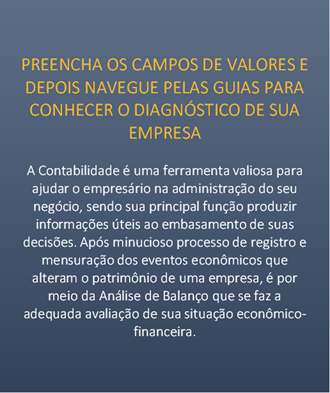 PREENCHA OS CAMPOS DE VALORES E
DEPOIS NAVEGUE PELAS GUIAS PARA
CONHECER O DIAGNÓSTICO DE SUA
EMPRESA
A Contabilidade é uma ferramenta valiosa para
ajudar o empresário na administração do seu
negócio, sendo sua principal função produzir
informações úteis ao embasamento de suas
decisões. Após minucioso processo de registro e
mensuração dos eventos econômicos que
alteram o patrimônio de uma empresa, é por
meio da Análise de Balanço que se faz a
adequada avaliação de sua situação econômico-
financeira.